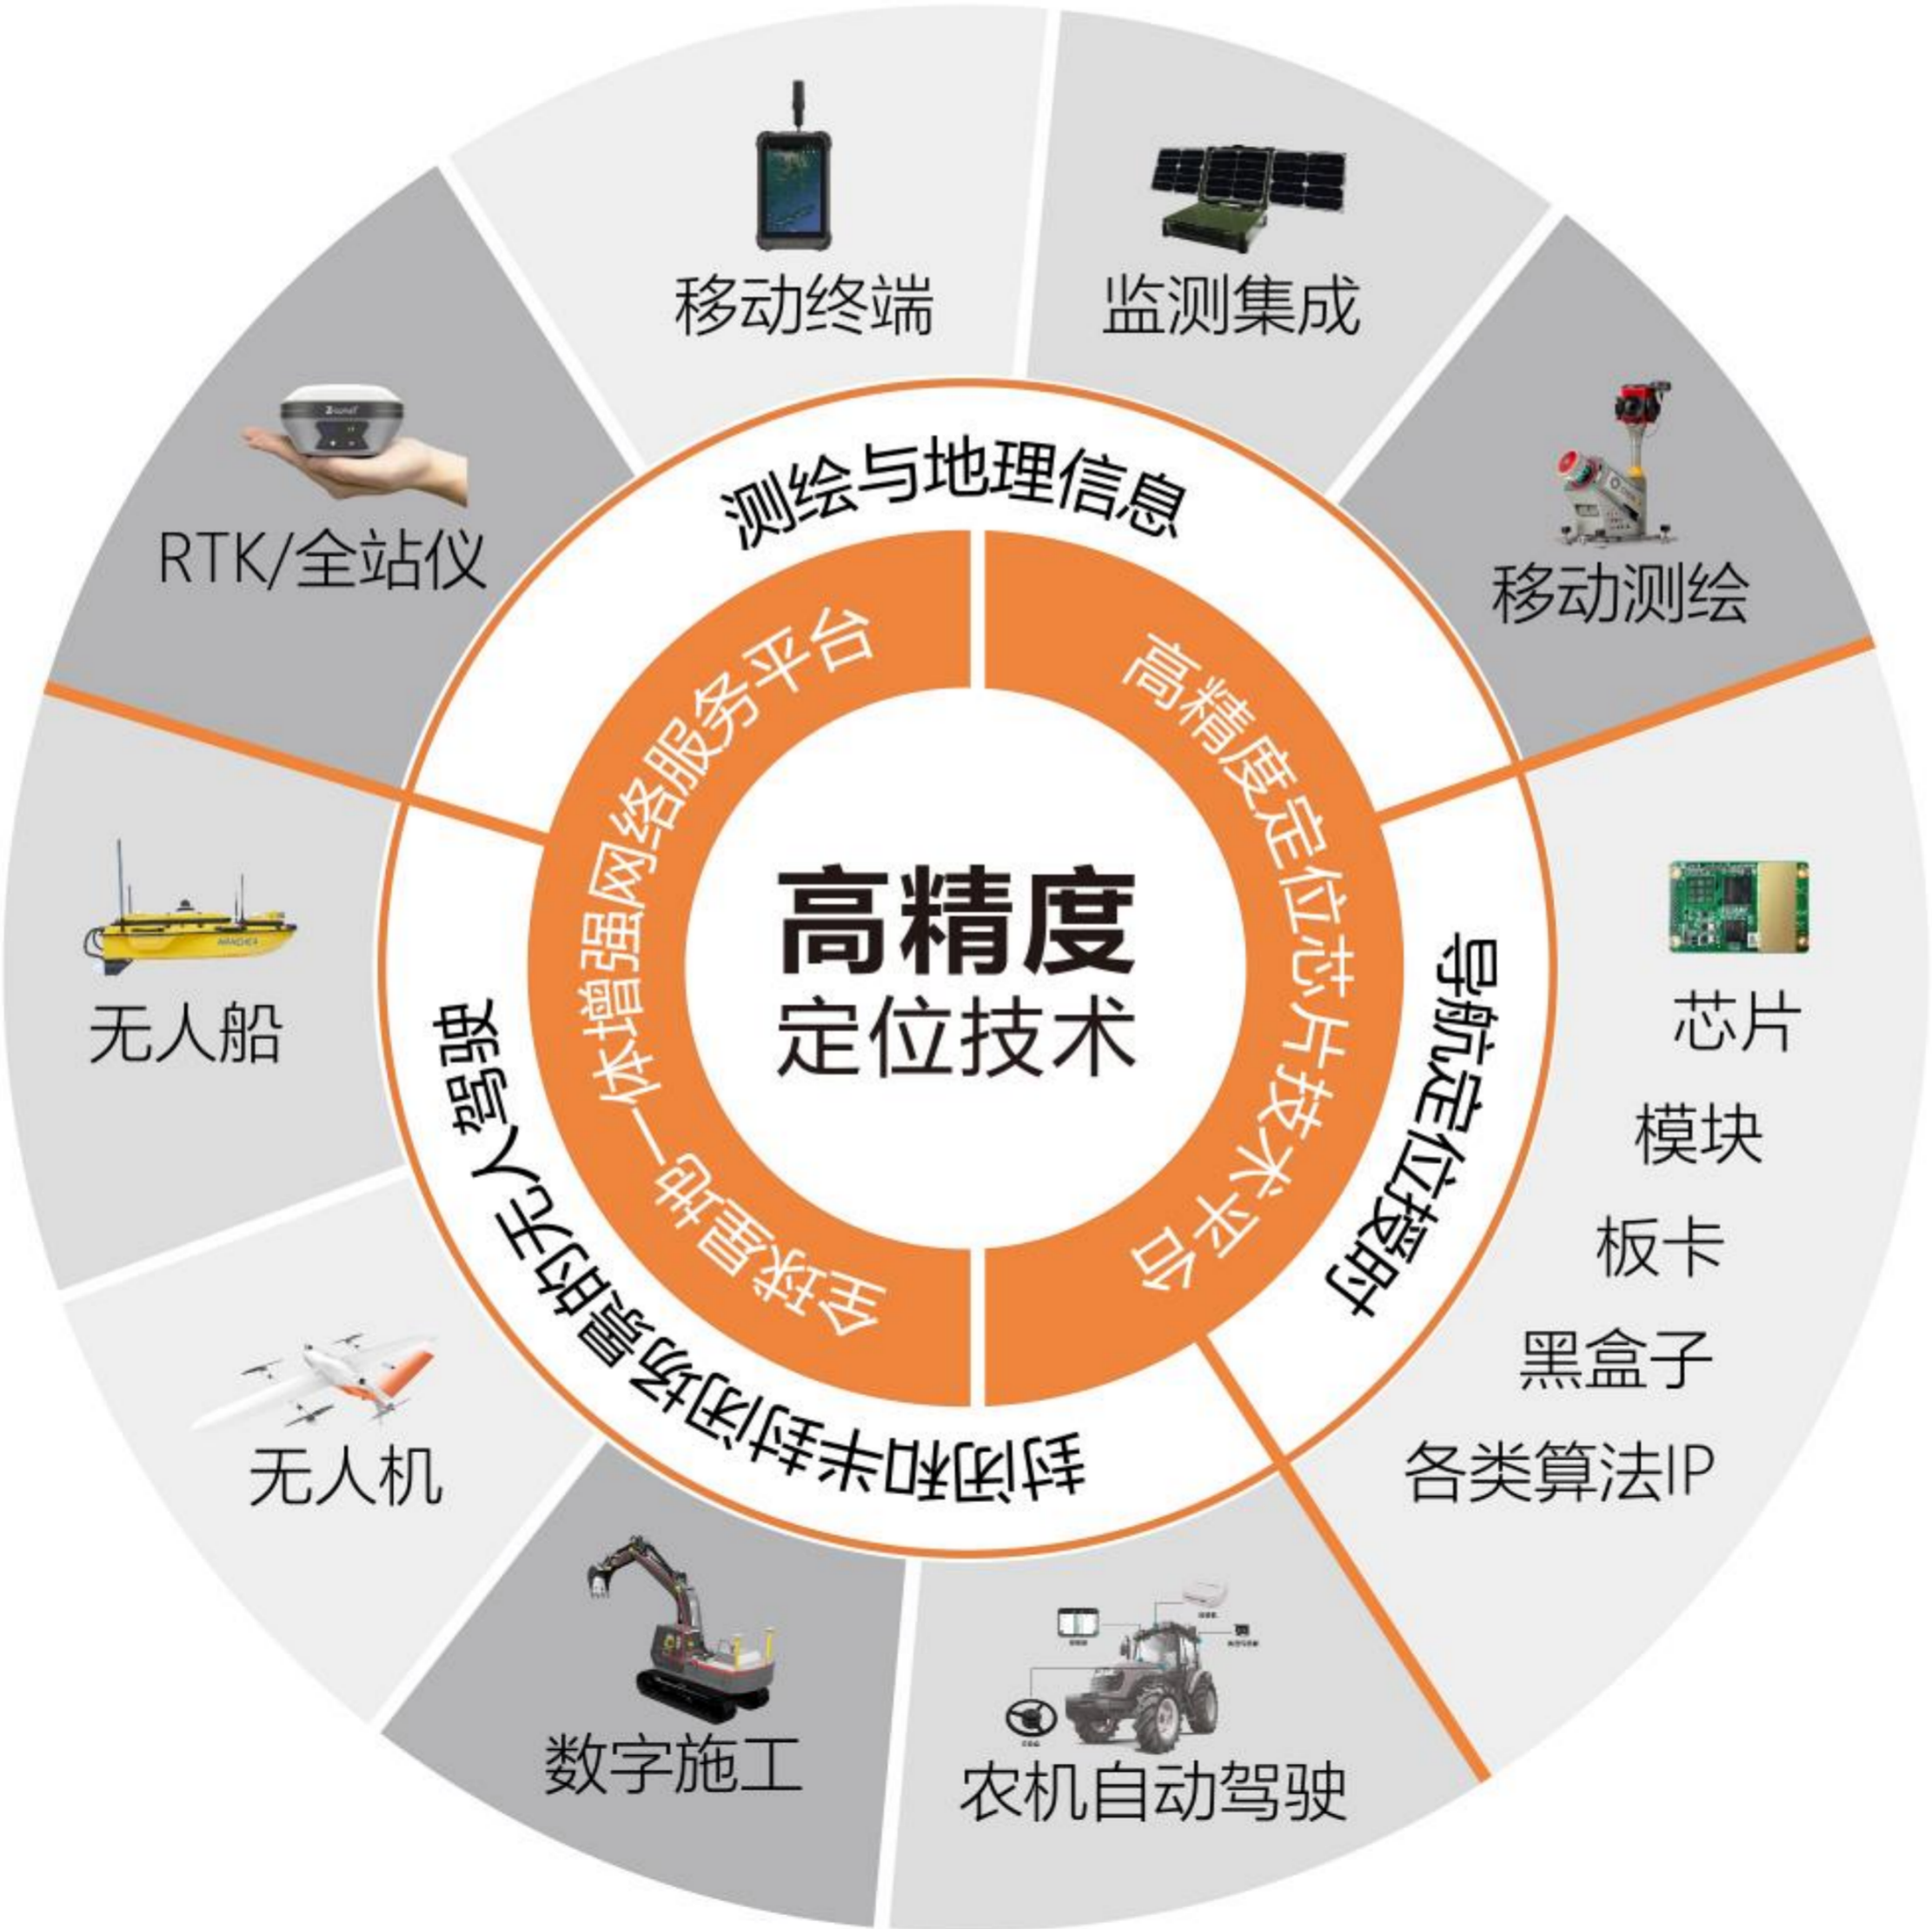 高精度
定位技术
全球星地一体增强网络服务平台
高精度定位芯片技术平台
测绘与地理信息
RTK/全站仪
移动终端
监测集成
移动测绘
导航定位授时
芯片
模块
板卡
黑盒子
各类算法IP
封闭和半封闭场景的无人驾驶
农机自动驾驶
数字施工
无人机
无人船